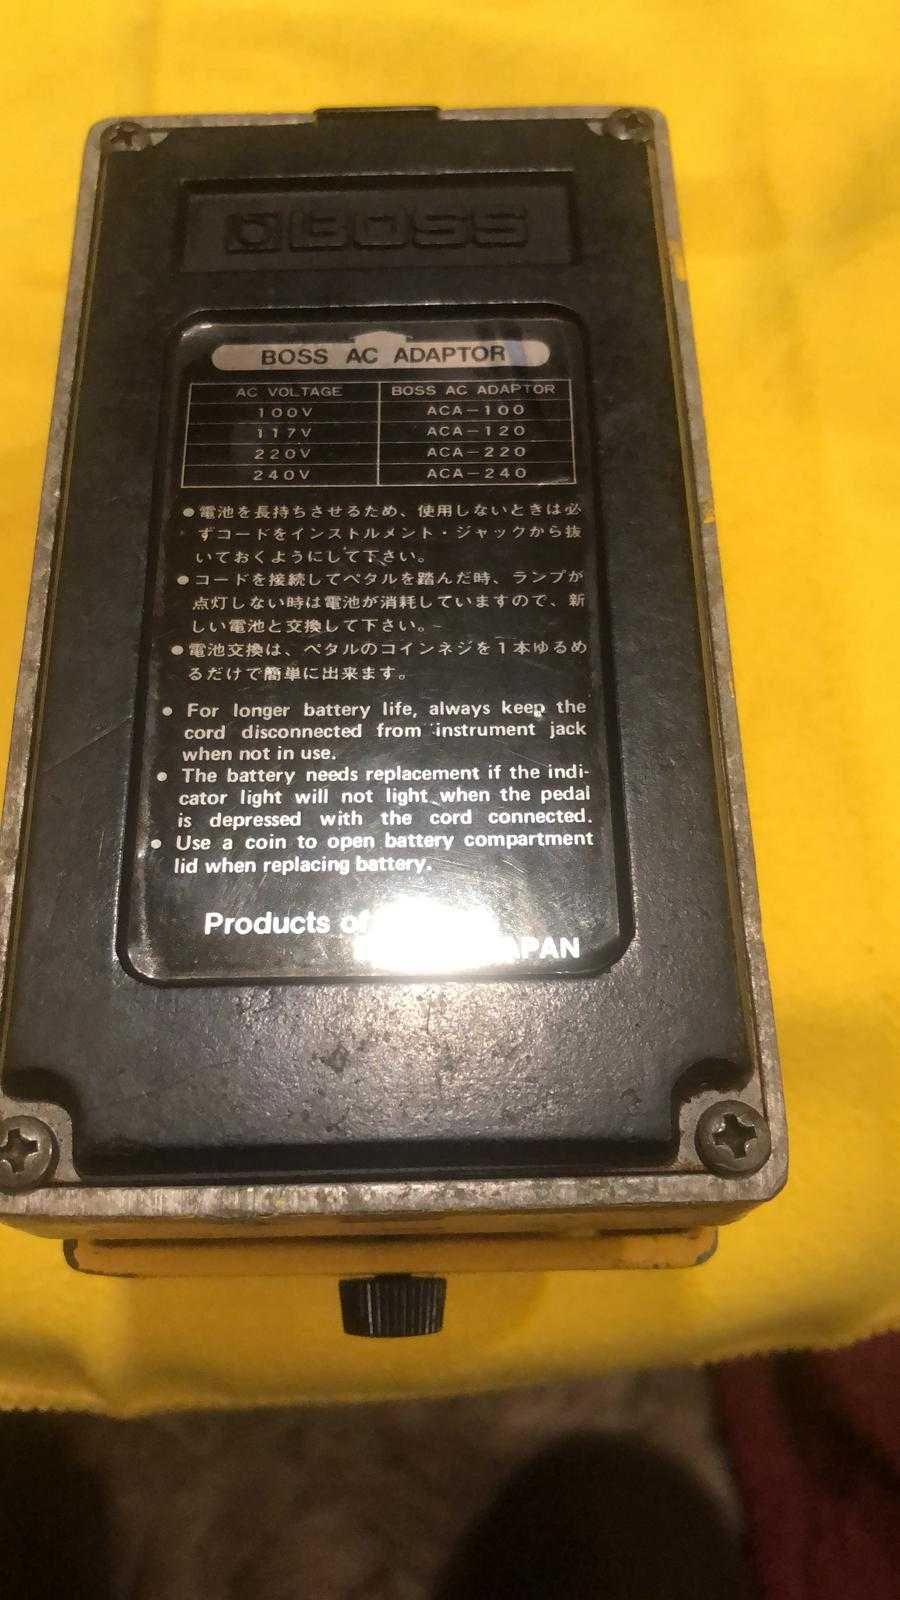 BOSS
BOSS AC ADAPTOR
AC VOLTAGE BOSS AC ADAPTOR
100V ACA-100
117V ACA-120
220V ACA-220
240V ACA-240
●電池を長持ちさせるため、使用しないときは必
ずコードをインストルメント・ジャックから抜
いておくようにして下さい。
●コードを接続してペタルを踏んだ時、ランプが
点灯しない時は電池が消耗していますので、新
しい電池と交換して下さい。
●電池交換は、ペタルのコインネジを1本ゆるめ
るだけで簡単に出来ます。
● For longer battery life, always keep the
cord disconnected from instrument jack
when not in use.
● The battery needs replacement if the indi-
cator light will not light when the pedal
is depressed with the cord connected.
● Use a coin to open battery compartment
lid when replacing battery.
Products of
JAPAN